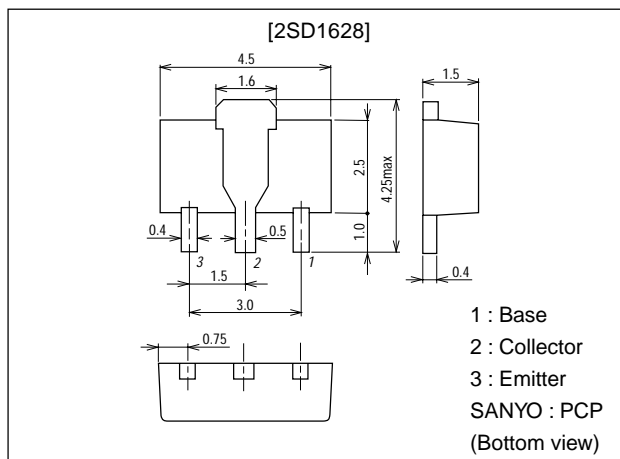 [2SD1628]
4.5
1.6
1.5
2.5
4.25max
1.0
0.4
0.5
3
2
1
1.5
0.4
3.0
0.75
1 : Base
2 : Collector
3 : Emitter
SANYO : PCP
(Bottom view)